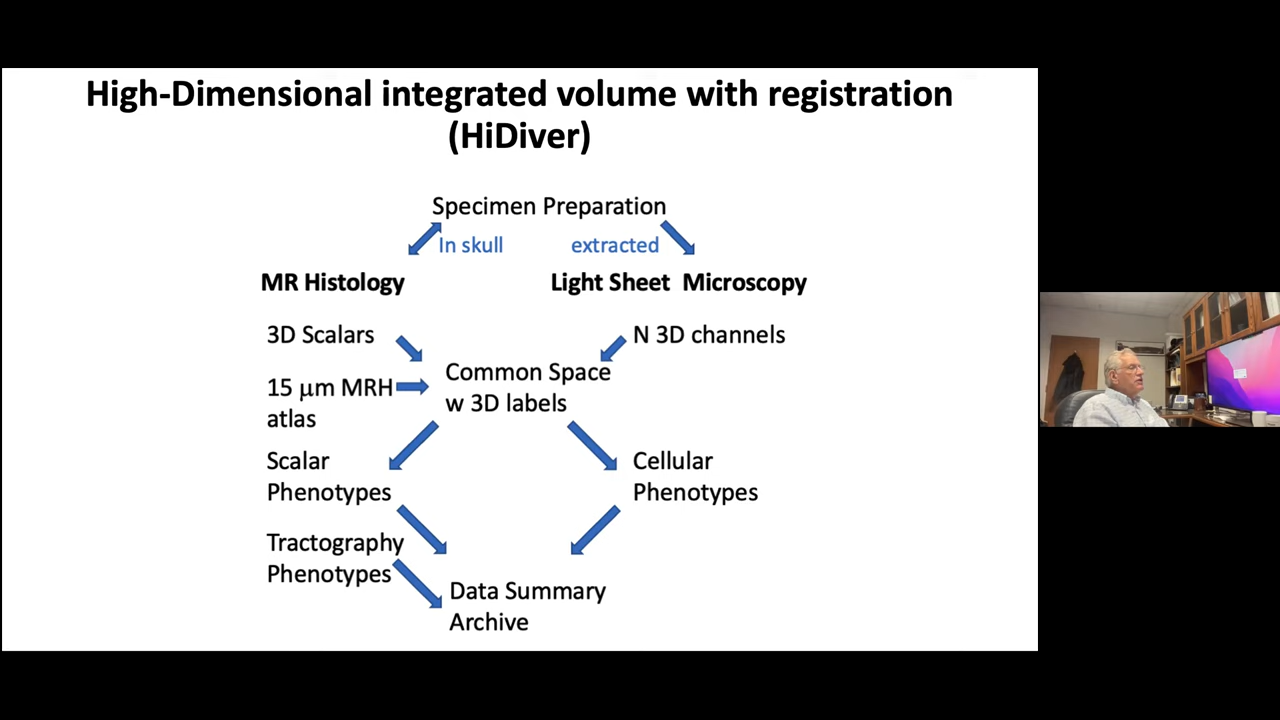 High-Dimensional integrated volume with registration
(HiDiver)
Specimen Preparation
In skull
extracted
MR Histology
Light Sheet Microscopy
3D Scalars
N 3D channels
15 μm MRH
atlas
Common Space
w 3D labels
Scalar
Phenotypes
Cellular
Phenotypes
Tractography
Phenotypes
Data Summary
Archive